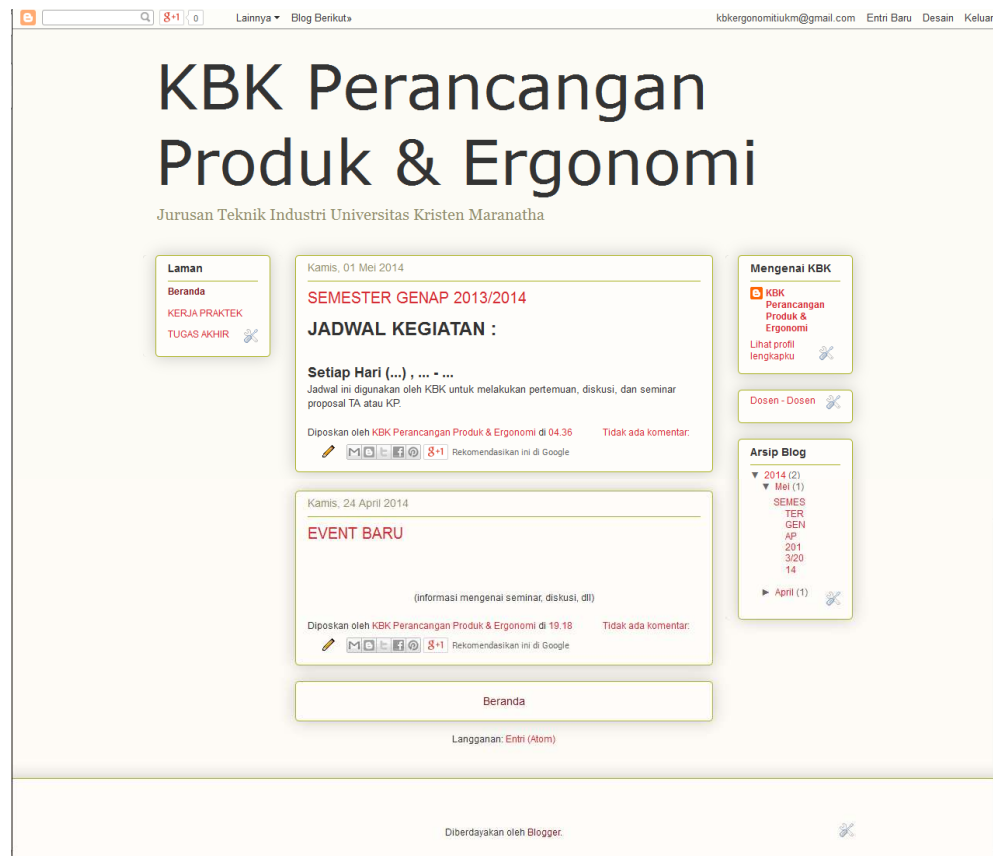 8+1 0 Lainnya Blog Berikut» kbkergonomitiukm@gmail.com Entri Baru Desain Keluar
KBK Perancangan
Produk & Ergonomi
Jurusan Teknik Industri Universitas Kristen Maranatha
Laman
Beranda
KERJA PRAKTEK
TUGAS AKHIR
Kamis, 01 Mei 2014
SEMESTER GENAP 2013/2014
JADWAL KEGIATAN :
Setiap Hari (...) , ... - ...
Jadwal ini digunakan oleh KBK untuk melakukan pertemuan, diskusi, dan seminar
proposal TA atau KP.
Diposkan oleh KBK Perancangan Produk & Ergonomi di 04.36 Tidak ada komentar:
8+1 Rekomendasikan ini di Google
Kamis, 24 April 2014
EVENT BARU
(informasi mengenai seminar, diskusi, dll)
Diposkan oleh KBK Perancangan Produk & Ergonomi di 19.18 Tidak ada komentar:
8+1 Rekomendasikan ini di Google
Beranda
Langganan: Entri (Atom)
Mengenai KBK
KBK
Perancangan
Produk &
Ergonomi
Lihat profil
lengkapku
Dosen - Dosen
Arsip Blog
▼ 2014 (2)
▼ Mei (1)
SEMES
TER
GEN
AP
201
3/20
14
► April (1)
Diberdayakan oleh Blogger.